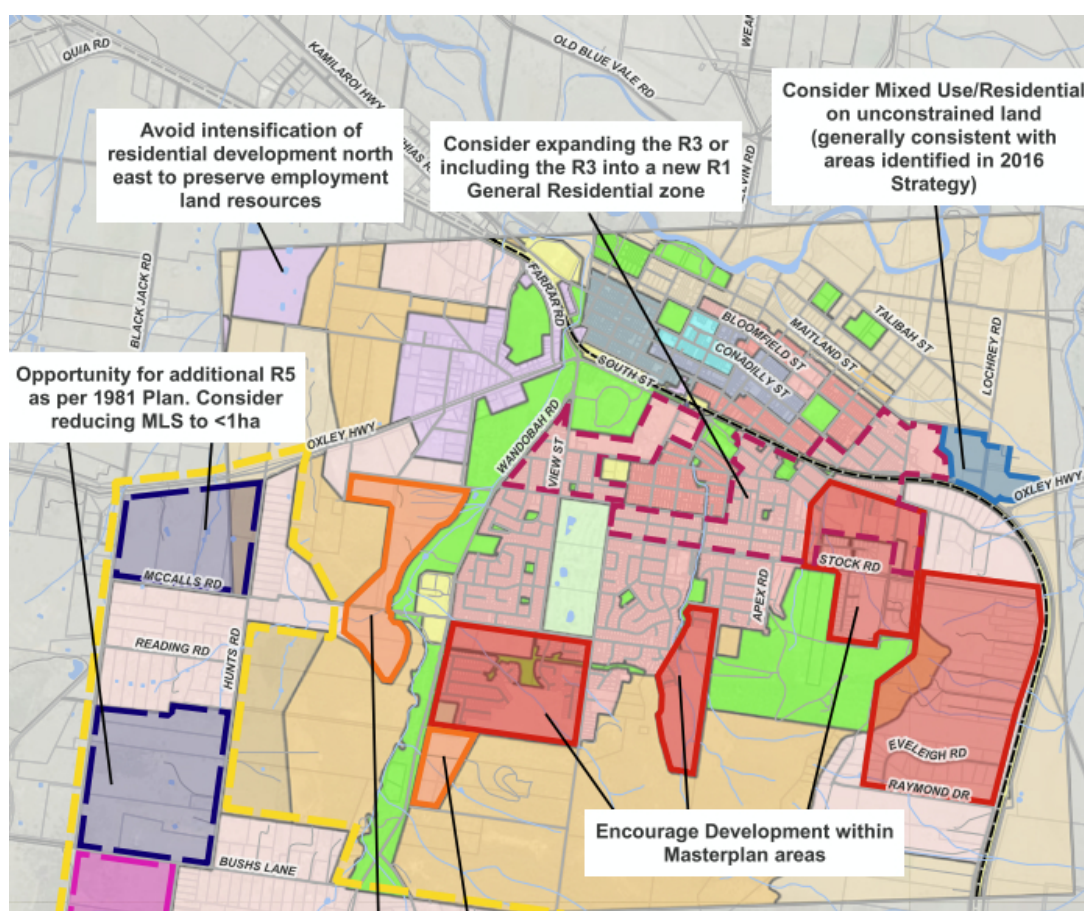 QUIA RD
KAMILAROI HWY
OLD BLUE VALE RD
Avoid intensification of
residential development north
east to preserve employment
land resources
Consider expanding the R3 or
including the R3 into a new R1
General Residential zone
Consider Mixed Use/Residential
on unconstrained land
(generally consistent with
areas identified in 2016
Strategy)
BLACK JACK RD
FARRAR RD
TALIBAH ST
MAITLAND ST
BLOOMFIELD ST
CONADILLY ST
LOCHREY RD
SOUTH ST
Opportunity for additional R5
as per 1981 Plan. Consider
reducing MLS to <1ha
OXLEY HWY
WANDOBAH RD
VIEW ST
OXLEY HWY
MCCALLS RD
STOCK RD
APEX RD
READING RD
HUNTS RD
EVELEIGH RD
RAYMOND DR
Encourage Development within
Masterplan areas
BUSHS LANE